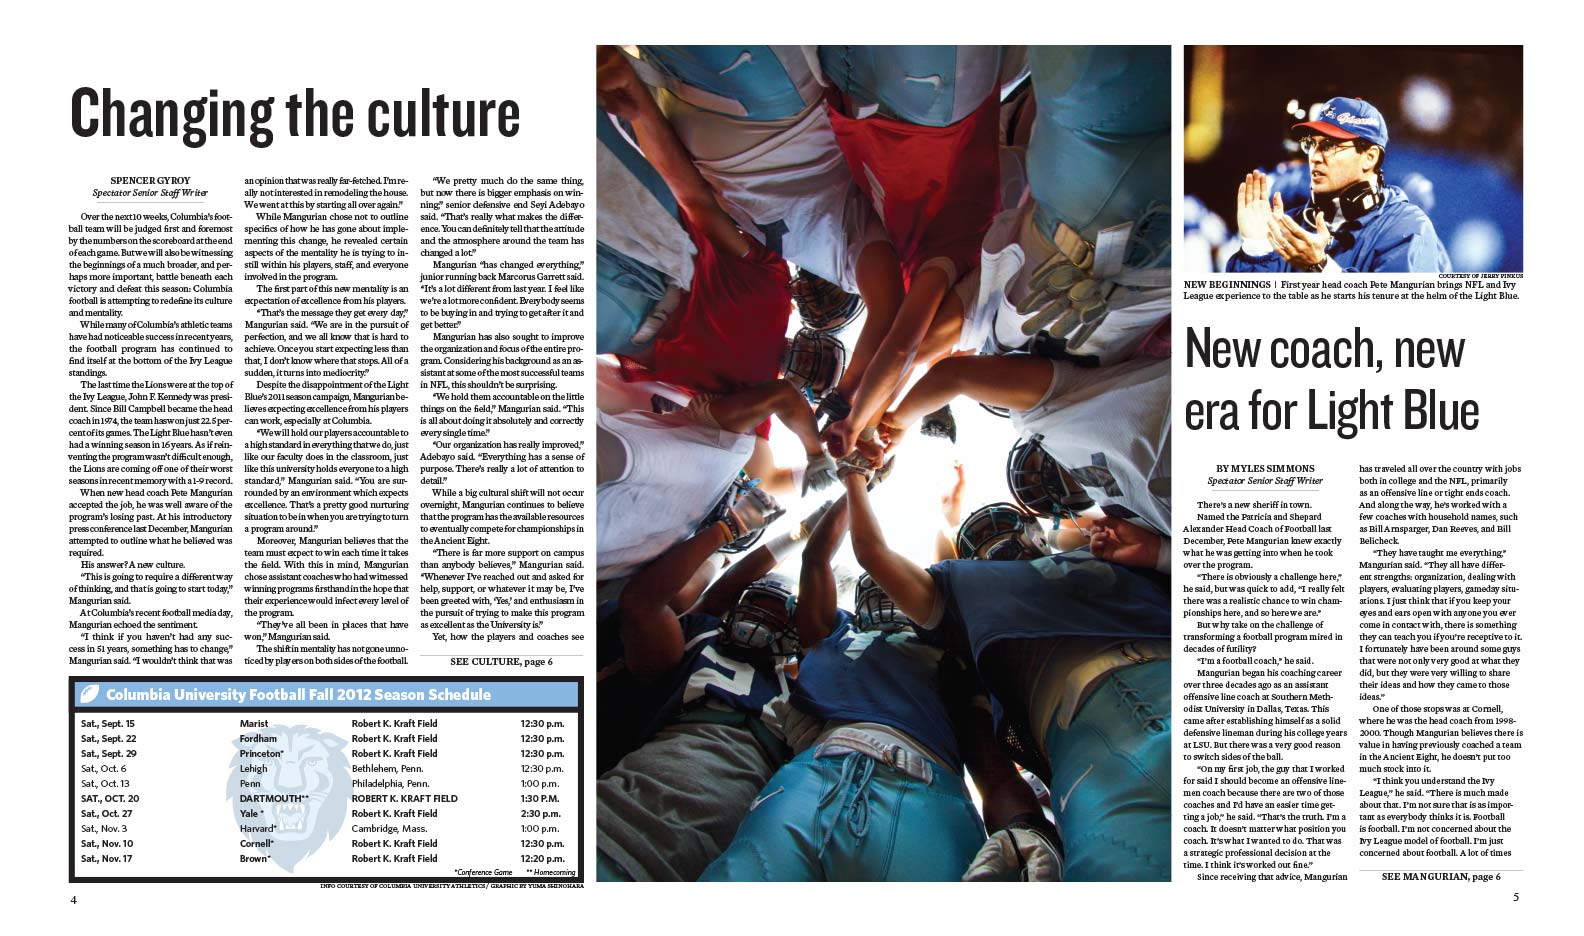 Changing the culture
SPENCER GYROY
Spectator Senior Staff Writer
Over the next 10 weeks, Columbia's foot-
ball team will be judged first and foremost
by the numbers on the scoreboard at the end
of each game. But we will also be witnessing
the beginnings of a much broader, and per-
haps more important, battle beneath each
victory and defeat this season: Columbia
football is attempting to redefine its culture
and mentality.
While many of Columbia's athletic teams
have had noticeable success in recent years,
the football program has continued to
find itself at the bottom of the Ivy League
standings.
The last time the Lions were at the top of
the Ivy League, John F. Kennedy was presi-
dent. Since Bill Campbell became the head
coach in 1974, the team has won just 22.5 per-
cent of its games. The Light Blue hasn't even
had a winning season in 16 years. As if rein-
venting the program wasn't difficult enough,
the Lions are coming off one of their worst
seasons in recent memory with a 1-9 record.
When new head coach Pete Mangurian
accepted the job, he was well aware of the
program's losing past. At his introductory
press conference last December, Mangurian
attempted to outline what he believed was
required.
His answer? A new culture.
"This is going to require a different way
of thinking, and that is going to start today,"
Mangurian said.
At Columbia's recent football media day,
Mangurian echoed the sentiment.
"I think if you haven't had any suc-
cess in 51 years, something has to change,"
Mangurian said. "I wouldn't think that was
an opinion that was really far-fetched. I'm re-
ally not interested in remodeling the house.
We went at this by starting all over again."
While Mangurian chose not to outline
specifics of how he has gone about imple-
menting this change, he revealed certain
aspects of the mentality he is trying to in-
still within his players, staff, and everyone
involved in the program.
The first part of this new mentality is an
expectation of excellence from his players.
"That's the message they get every day,"
Mangurian said. "We are in the pursuit of
perfection, and we all know that is hard to
achieve. Once you start expecting less than
that, I don't know where that stops. All of a
sudden, it turns into mediocrity."
Despite the disappointment of the Light
Blue's 2011 season campaign, Mangurian be-
lieves expecting excellence from his players
can work, especially at Columbia.
"We will hold our players accountable to
a high standard in everything that we do, just
like our faculty does in the classroom, just
like this university holds everyone to a high
standard," Mangurian said. "You are sur-
rounded by an environment which expects
excellence. That's a pretty good nurturing
situation to be in when you are trying to turn
a program around."
Moreover, Mangurian believes that the
team must expect to win each time it takes
the field. With this in mind, Mangurian
chose assistant coaches who had witnessed
winning programs firsthand in the hope that
their experience would infect every level of
the program.
"They've all been in places that have
won," Mangurian said.
The shift in mentality has not gone unno-
ticed by players on both sides of the football.
"We pretty much do the same thing,
but now there is bigger emphasis on win-
ning," senior defensive end Seyi Adebayo
said. "That's really what makes the differ-
ence. You can definitely tell that the attitude
and the atmosphere around the team has
changed a lot."
Mangurian "has changed everything,"
junior running back Marcorus Garrett said.
"It's a lot different from last year. I feel like
we're a lot more confident. Everybody seems
to be buying in and trying to get after it and
get better."
Mangurian has also sought to improve
the organization and focus of the entire pro-
gram. Considering his background as an as-
sistant at some of the most successful teams
in NFL, this shouldn't be surprising.
"We hold them accountable on the little
things on the field," Mangurian said. "This
is all about doing it absolutely and correctly
every single time."
"Our organization has really improved,"
Adebayo said. "Everything has a sense of
purpose. There's really a lot of attention to
detail."
While a big cultural shift will not occur
overnight, Mangurian continues to believe
that the program has the available resources
to eventually compete for championships in
the Ancient Eight.
"There is far more support on campus
than anybody believes," Mangurian said.
"Whenever I've reached out and asked for
help, support, or whatever it may be, I've
been greeted with, 'Yes,' and enthusiasm in
the pursuit of trying to make this program
as excellent as the University is."
Yet, how the players and coaches see
SEE CULTURE, page 6
Columbia University Football Fall 2012 Season Schedule
Sat., Sept. 15 Marist Robert K. Kraft Field 12:30 p.m.
Sat., Sept. 22 Fordham Robert K. Kraft Field 12:30 p.m.
Sat., Sept. 29 Princeton* Robert K. Kraft Field 12:30 p.m.
Sat., Oct. 6 Lehigh Bethlehem, Penn. 12:30 p.m.
Sat., Oct. 13 Penn Philadelphia, Penn. 1:00 p.m.
SAT., OCT. 20 DARTMOUTH** ROBERT K. KRAFT FIELD 1:30 P.M.
Sat., Oct. 27 Yale * Robert K. Kraft Field 2:30 p.m.
Sat., Nov. 3 Harvard* Cambridge, Mass. 1:00 p.m.
Sat., Nov. 10 Cornell* Robert K. Kraft Field 12:30 p.m.
Sat., Nov. 17 Brown* Robert K. Kraft Field 12:20 p.m.
*Conference Game ** Homecoming
INFO COURTESY OF COLUMBIA UNIVERSITY ATHLETICS / GRAPHIC BY YUMA SHINOHARA
4
Giants
COURTESY OF JERRY PINKUS
NEW BEGINNINGS | First year head coach Pete Mangurian brings NFL and Ivy
League experience to the table as he starts his tenure at the helm of the Light Blue.
New coach, new
era for Light Blue
BY MYLES SIMMONS
Spectator Senior Staff Writer
There's a new sheriff in town.
Named the Patricia and Shepard
Alexander Head Coach of Football last
December, Pete Mangurian knew exactly
what he was getting into when he took
over the program.
"There is obviously a challenge here,"
he said, but was quick to add, "I really felt
there was a realistic chance to win cham-
pionships here, and so here we are."
But why take on the challenge of
transforming a football program mired in
decades of futility?
"I'm a football coach," he said.
Mangurian began his coaching career
over three decades ago as an assistant
offensive line coach at Southern Meth-
odist University in Dallas, Texas. This
came after establishing himself as a solid
defensive lineman during his college years
at LSU. But there was a very good reason
to switch sides of the ball.
"On my first job, the guy that I worked
for said I should become an offensive line-
men coach because there are two of those
coaches and I'd have an easier time get-
ting a job," he said. "That's the truth. I'm a
coach. It doesn't matter what position you
coach. It's what I wanted to do. That was
a strategic professional decision at the
time. I think it's worked out fine."
Since receiving that advice, Mangurian
has traveled all over the country with jobs
both in college and the NFL, primarily
as an offensive line or tight ends coach.
And along the way, he's worked with a
few coaches with household names, such
as Bill Arnsparger, Dan Reeves, and Bill
Belicheck.
"They have taught me everything,"
Mangurian said. "They all have differ-
ent strengths: organization, dealing with
players, evaluating players, gameday situ-
ations. I just think that if you keep your
eyes and ears open with anyone you ever
come in contact with, there is something
they can teach you if you're receptive to it.
I fortunately have been around some guys
that were not only very good at what they
did, but they were very willing to share
their ideas and how they came to those
ideas."
One of those stops was at Cornell,
where he was the head coach from 1998-
2000. Though Mangurian believes there is
value in having previously coached a team
in the Ancient Eight, he doesn't put too
much stock into it.
"I think you understand the Ivy
League," he said. "There is much made
about that. I'm not sure that is as impor-
tant as everybody thinks it is. Football
is football. I'm not concerned about the
Ivy League model of football. I'm just
concerned about football. A lot of times
SEE MANGURIAN, page 6
5